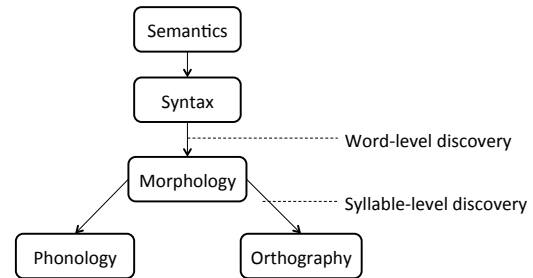 Semantics
Syntax
Word-level discovery
Morphology
Syllable-level discovery
Phonology
Orthography